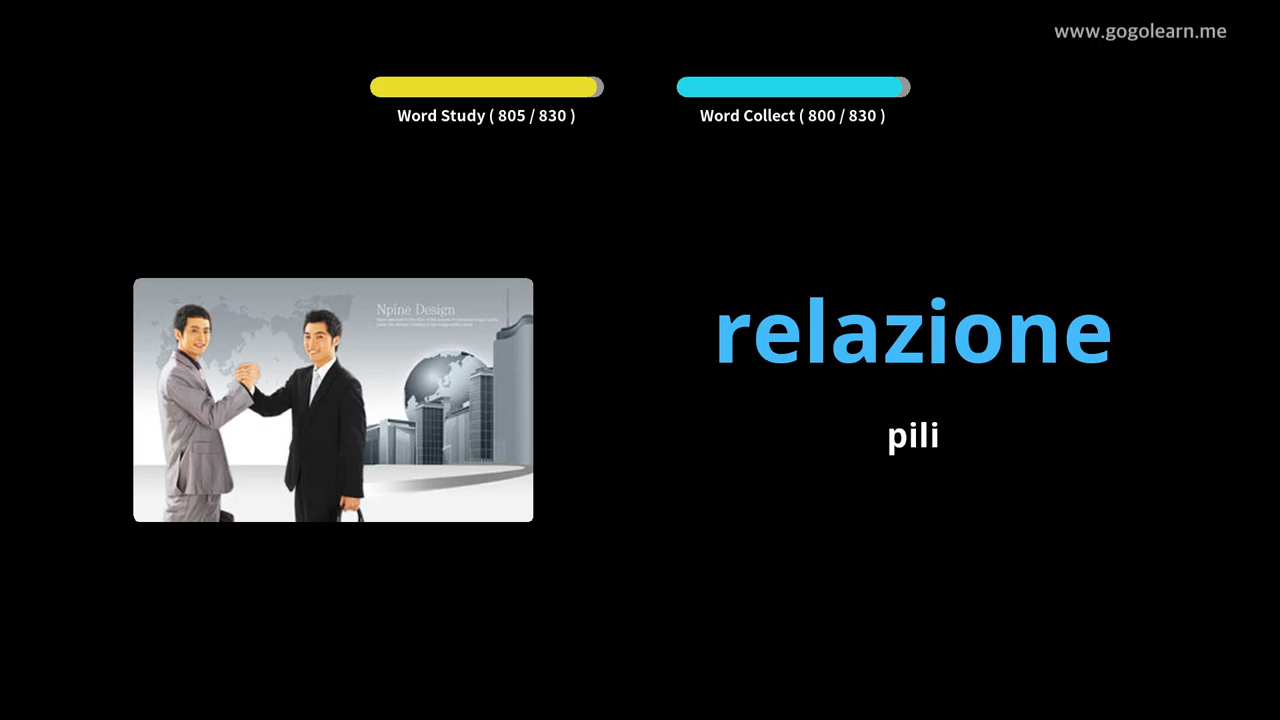 www.gogolearn.me
Word Study ( 805 / 830 )
Word Collect ( 800 / 830 )
Npine Design
relazione
pili